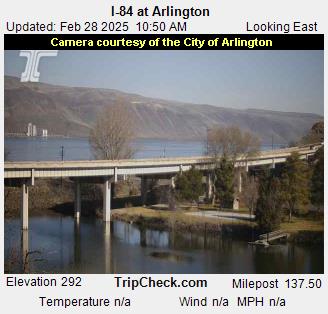 I-84 at Arlington
Updated: Feb 28 2025 10:50 AM Looking East
Camera courtesy of the City of Arlington
Elevation 292 TripCheck.com Milepost 137.50
Temperature n/a Wind n/a MPH n/a